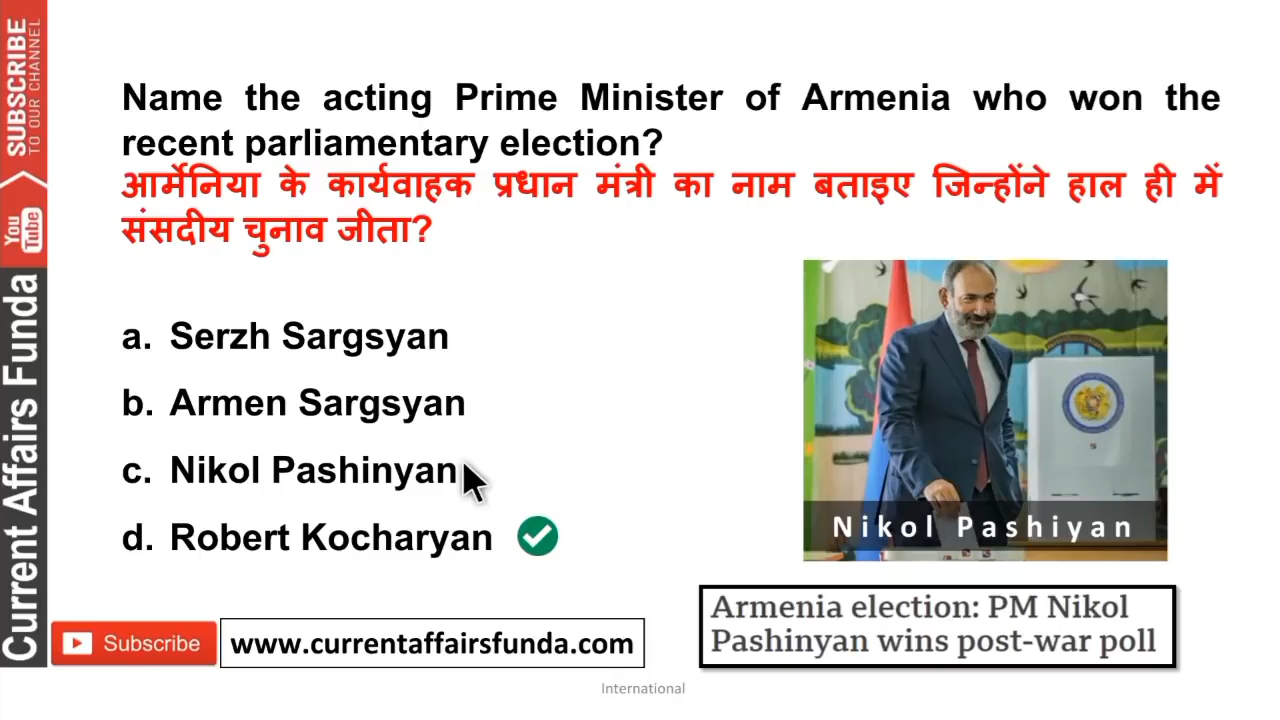 SUBSCRIBE
TO OUR CHANNEL
You
Tube
Current Affairs Funda
Name the acting Prime Minister of Armenia who won the
recent parliamentary election?
आर्मेनिया के कार्यवाहक प्रधान मंत्री का नाम बताइए जिन्होंने हाल ही में
संसदीय चुनाव जीता?
a. Serzh Sargsyan
b. Armen Sargsyan
c. Nikol Pashinyan
d. Robert Kocharyan
Nikol Pashiyan
Armenia election: PM Nikol
Pashinyan wins post-war poll
Subscribe
www.currentaffairsfunda.com
International